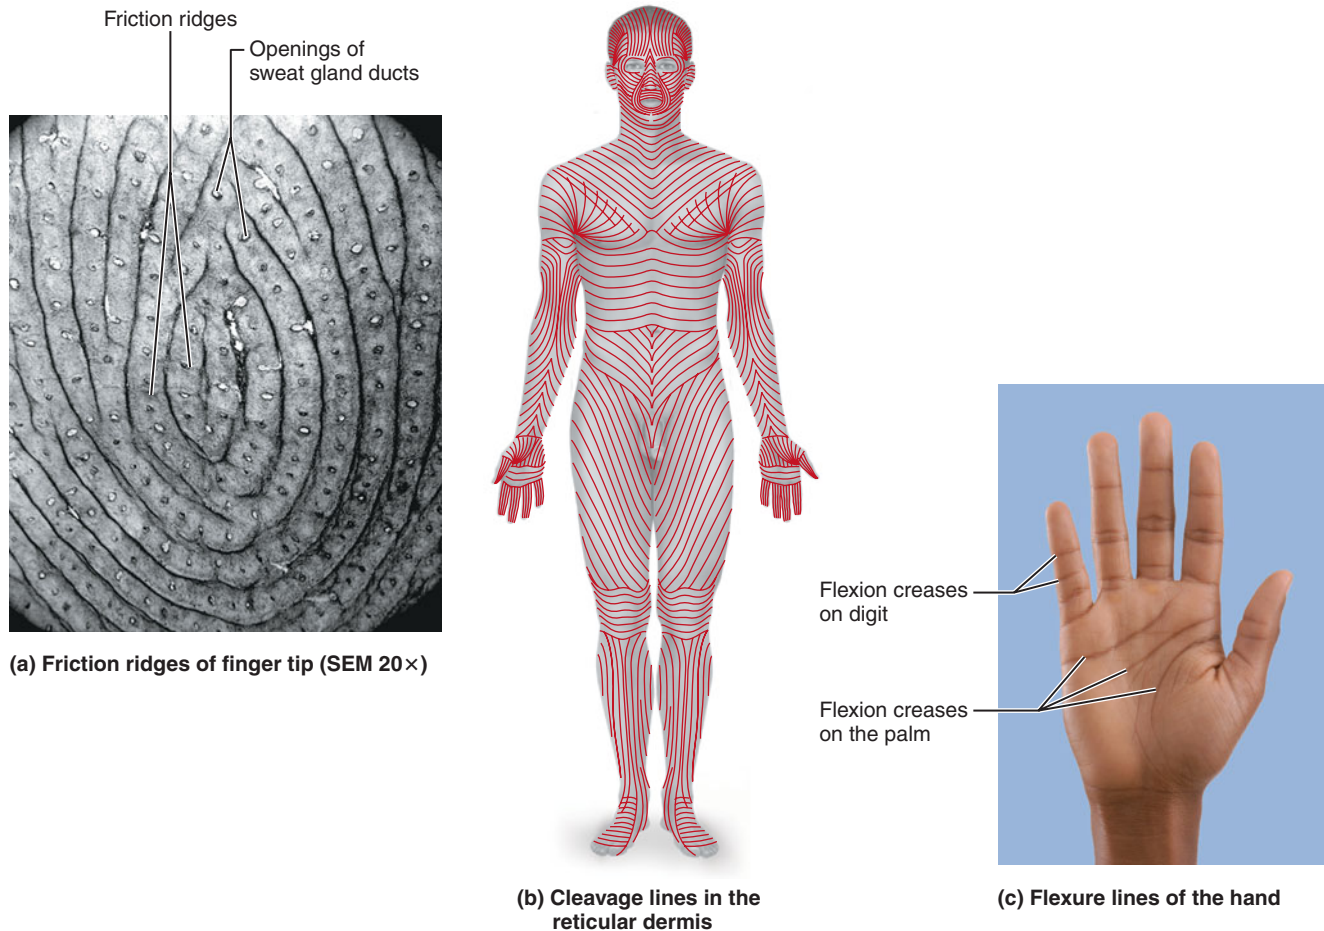 Friction ridges
Openings of
sweat gland ducts
(a) Friction ridges of finger tip (SEM 20×)
(b) Cleavage lines in the
reticular dermis
Flexion creases
on digit
Flexion creases
on the palm
(c) Flexure lines of the hand